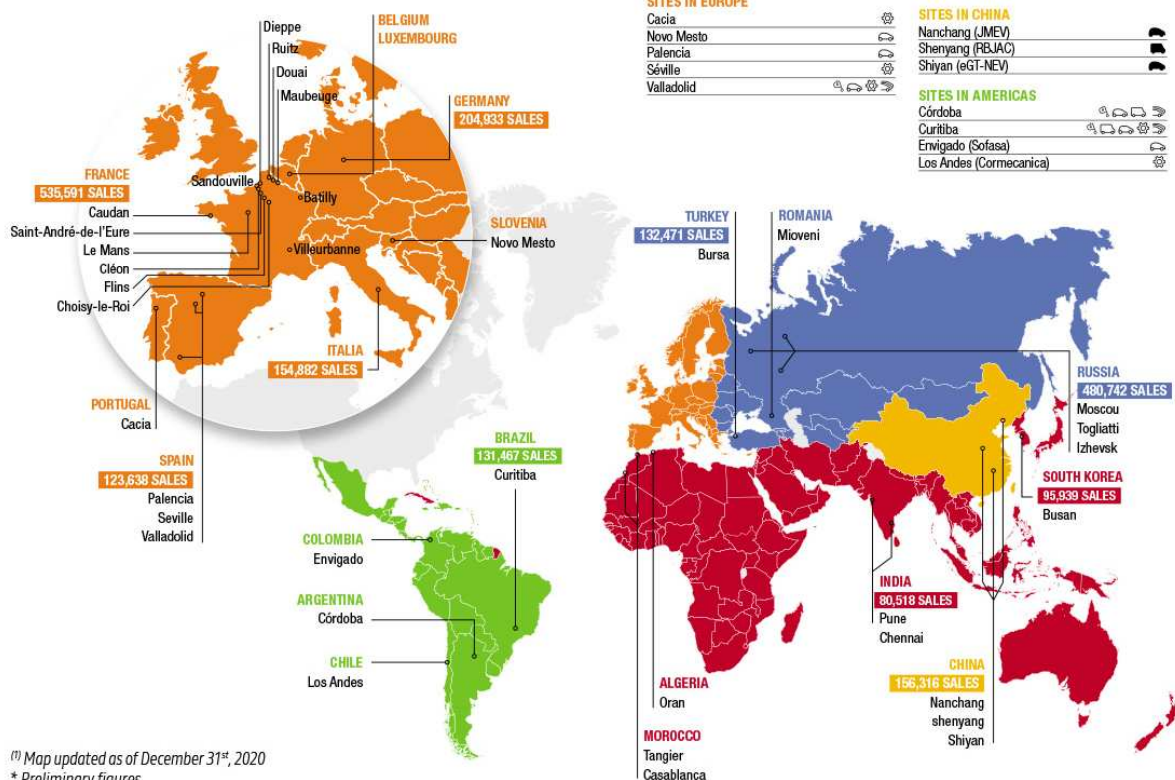 SITES IN EUROPE
Cacia
Novo Mesto
Palencia
Séville
Valladolid
SITES IN CHINA
Nanchang (JMEV)
Shenyang (RBJAC)
Shiyan (eGT-NEV)
SITES IN AMERICAS
Córdoba
Curitiba
Envigado (Sofasa)
Los Andes (Cormecanica)
Dieppe
Ruitz
Douai
Maubeuge
BELGIUM
LUXEMBOURG
GERMANY
204,933 SALES
FRANCE
535,591 SALES
Sandouville
Batilly
Caudan
Saint-André-de-l'Eure
Le Mans
Cléon
Flins
Choisy-le-Roi
Villeurbanne
SLOVENIA
Novo Mesto
ITALIA
154,882 SALES
PORTUGAL
Cacia
SPAIN
123,638 SALES
Palencia
Seville
Valladolid
TURKEY
132,471 SALES
Bursa
ROMANIA
Mioveni
RUSSIA
480,742 SALES
Moscou
Togliatti
Izhevsk
SOUTH KOREA
95,939 SALES
Busan
BRAZIL
131,467 SALES
Curitiba
COLOMBIA
Envigado
ARGENTINA
Córdoba
CHILE
Los Andes
INDIA
80,518 SALES
Pune
Chennai
CHINA
156,316 SALES
Nanchang
shenyang
Shiyan
ALGERIA
Oran
MOROCCO
Tangier
Casablanca
(1) Map updated as of December 31st, 2020
* Preliminary figures